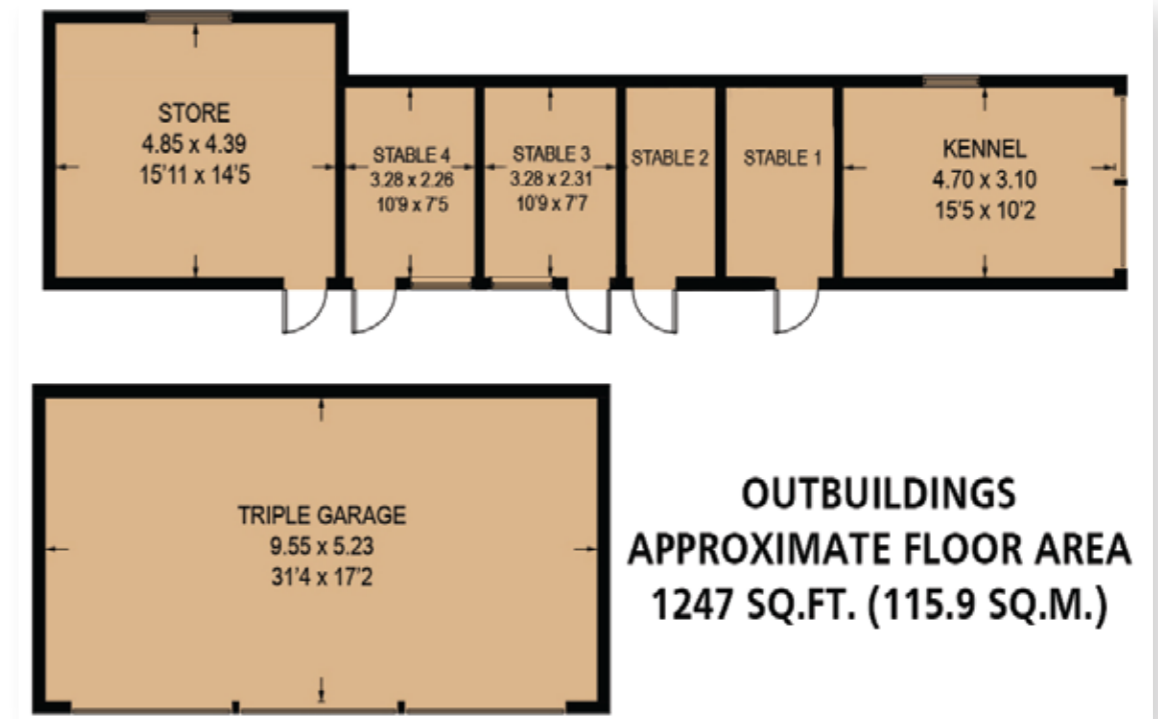 STORE
4.85 x 4.39
15'11 x 14'5
STABLE 4
3.28 x 2.26
10'9 x 7'5
STABLE 3
3.28 x 2.31
10'9 x 7'7
STABLE 2
STABLE 1
KENNEL
4.70 x 3.10
15'5 x 10'2
TRIPLE GARAGE
9.55 x 5.23
31'4 x 17'2
OUTBUILDINGS
APPROXIMATE FLOOR AREA
1247 SQ.FT. (115.9 SQ.M.)